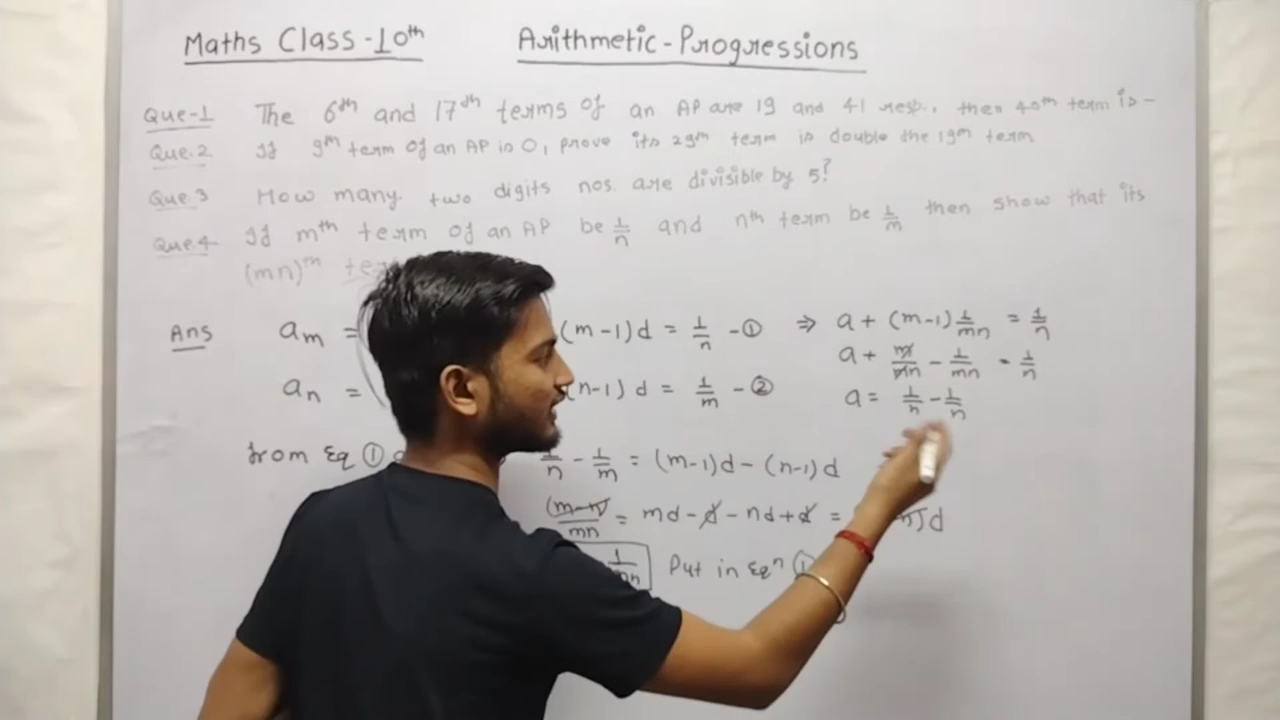 Maths Class-10th Arithmetic-Progressions
Que-1 The 6th and 17th terms of an AP are 19 and 41 resp., then 40th term is-
Que.2 If 9th term of an AP is 0, prove its 29th term is double the 19th term
Que.3 How many two digits nos. are divisible by 5?
Que.4 If mth term of an AP be 1/n and nth term be 1/m then show that its
(mn)th
Ans am = (m-1)d = 1/n -① ⇒ a + (m-1) 1/mn = 1/n
a + m/mn - 1/mn = 1/n
an = (n-1)d = 1/m -② a = 1/n - 1/n
from Eq ① 1/n - 1/m = (m-1)d - (n-1)d
(m-n)/mn = md - d - nd + d = n)d
1/mn Put in Eqn ①